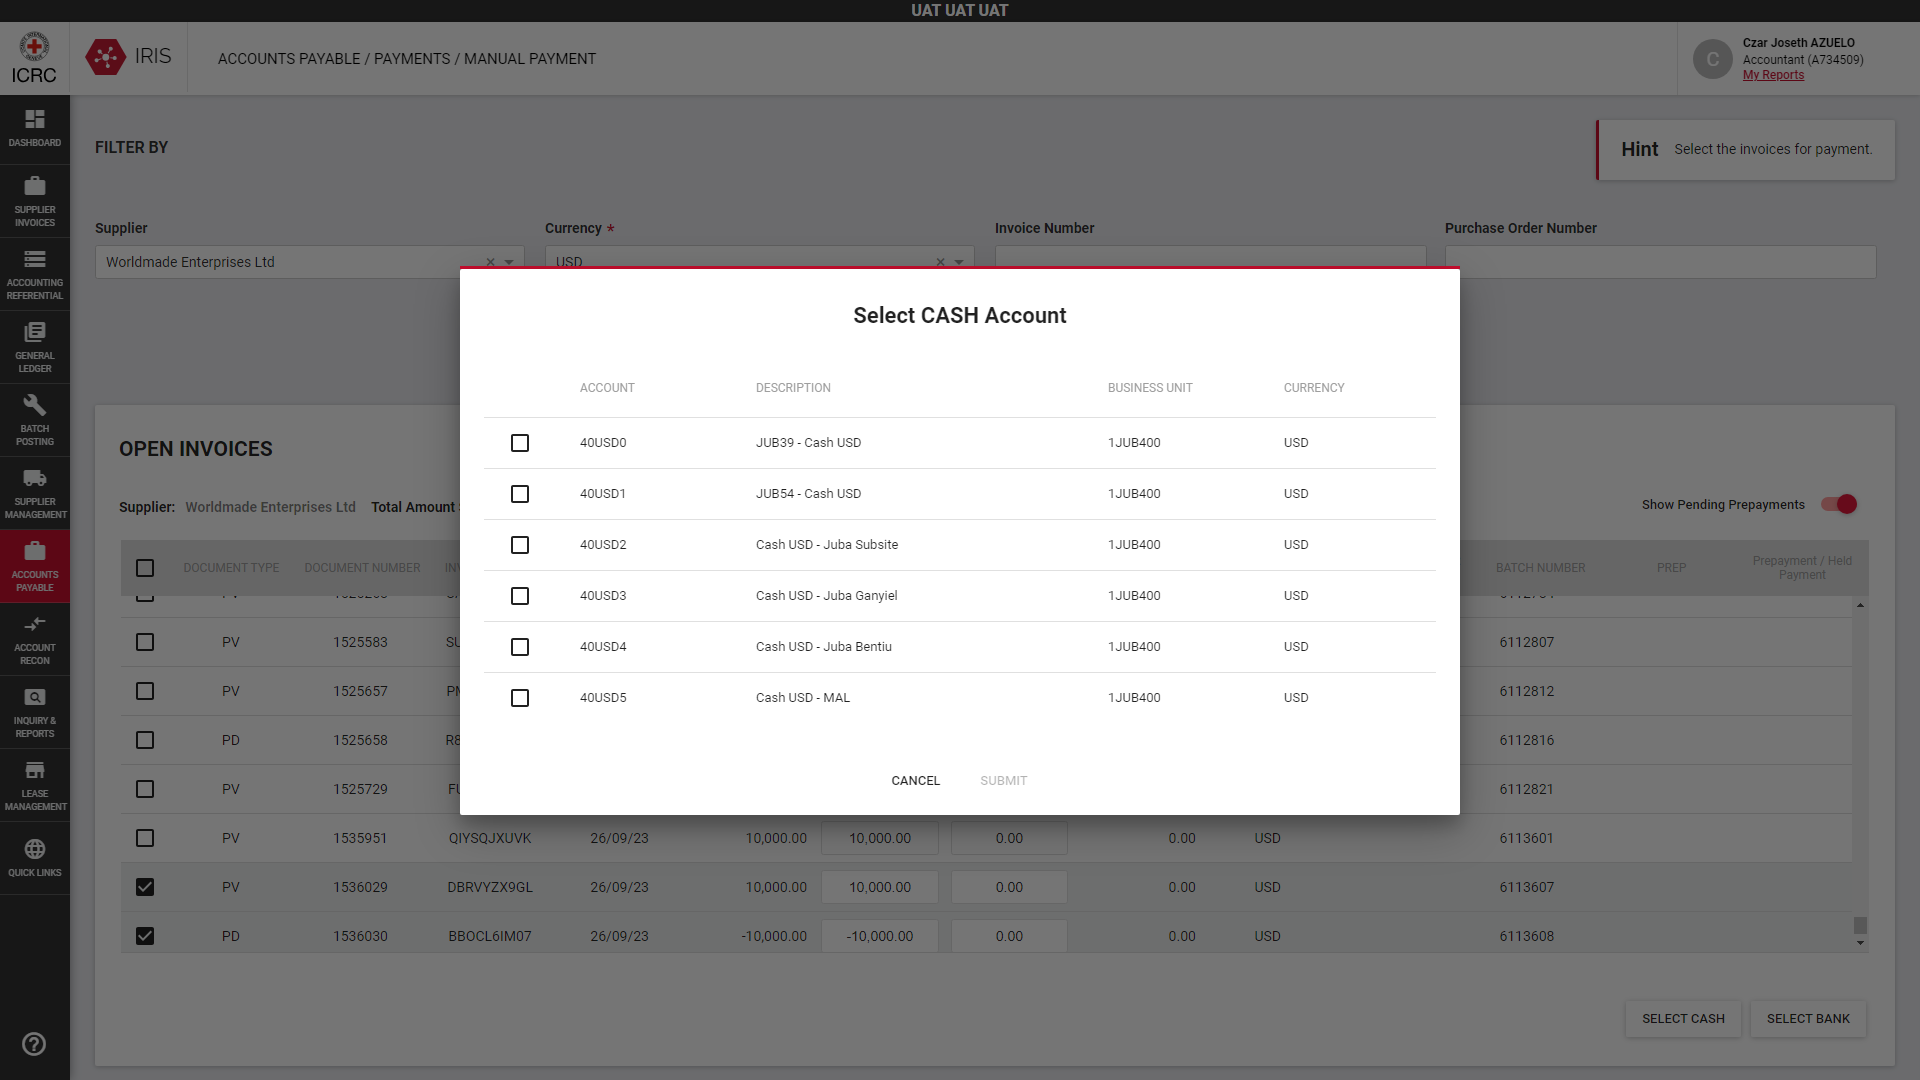 UAT UAT UAT
ICRC
IRIS
ACCOUNTS PAYABLE / PAYMENTS / MANUAL PAYMENT
C
Czar Joseth AZUELO
Accountant (A734509)
My Reports
DASHBOARD
SUPPLIER
INVOICES
ACCOUNTING
REFERENTIAL
GENERAL
LEDGER
BATCH
POSTING
SUPPLIER
MANAGEMENT
ACCOUNTS
PAYABLE
ACCOUNT
RECON
INQUIRY &
REPORTS
LEASE
MANAGEMENT
QUICK LINKS
FILTER BY
Hint Select the invoices for payment.
Supplier Currency * Invoice Number Purchase Order Number
Worldmade Enterprises Ltd USD
Select CASH Account
ACCOUNT DESCRIPTION BUSINESS UNIT CURRENCY
40USD0 JUB39 - Cash USD 1JUB400 USD
40USD1 JUB54 - Cash USD 1JUB400 USD
40USD2 Cash USD - Juba Subsite 1JUB400 USD
40USD3 Cash USD - Juba Ganyiel 1JUB400 USD
40USD4 Cash USD - Juba Bentiu 1JUB400 USD
40USD5 Cash USD - MAL 1JUB400 USD
CANCEL SUBMIT
OPEN INVOICES
Supplier: Worldmade Enterprises Ltd Total Amount
Show Pending Prepayments
DOCUMENT TYPE DOCUMENT NUMBER BATCH NUMBER PREP Prepayment / Held
Payment
PV 1525583 6112807
PV 1525657 6112812
PD 1525658 6112816
PV 1525729 6112821
PV 1535951 QIYSQJXUVK 26/09/23 10,000.00 10,000.00 0.00 0.00 USD 6113601
PV 1536029 DBRVYZX9GL 26/09/23 10,000.00 10,000.00 0.00 0.00 USD 6113607
PD 1536030 BBOCL6IM07 26/09/23 -10,000.00 -10,000.00 0.00 0.00 USD 6113608
SELECT CASH SELECT BANK